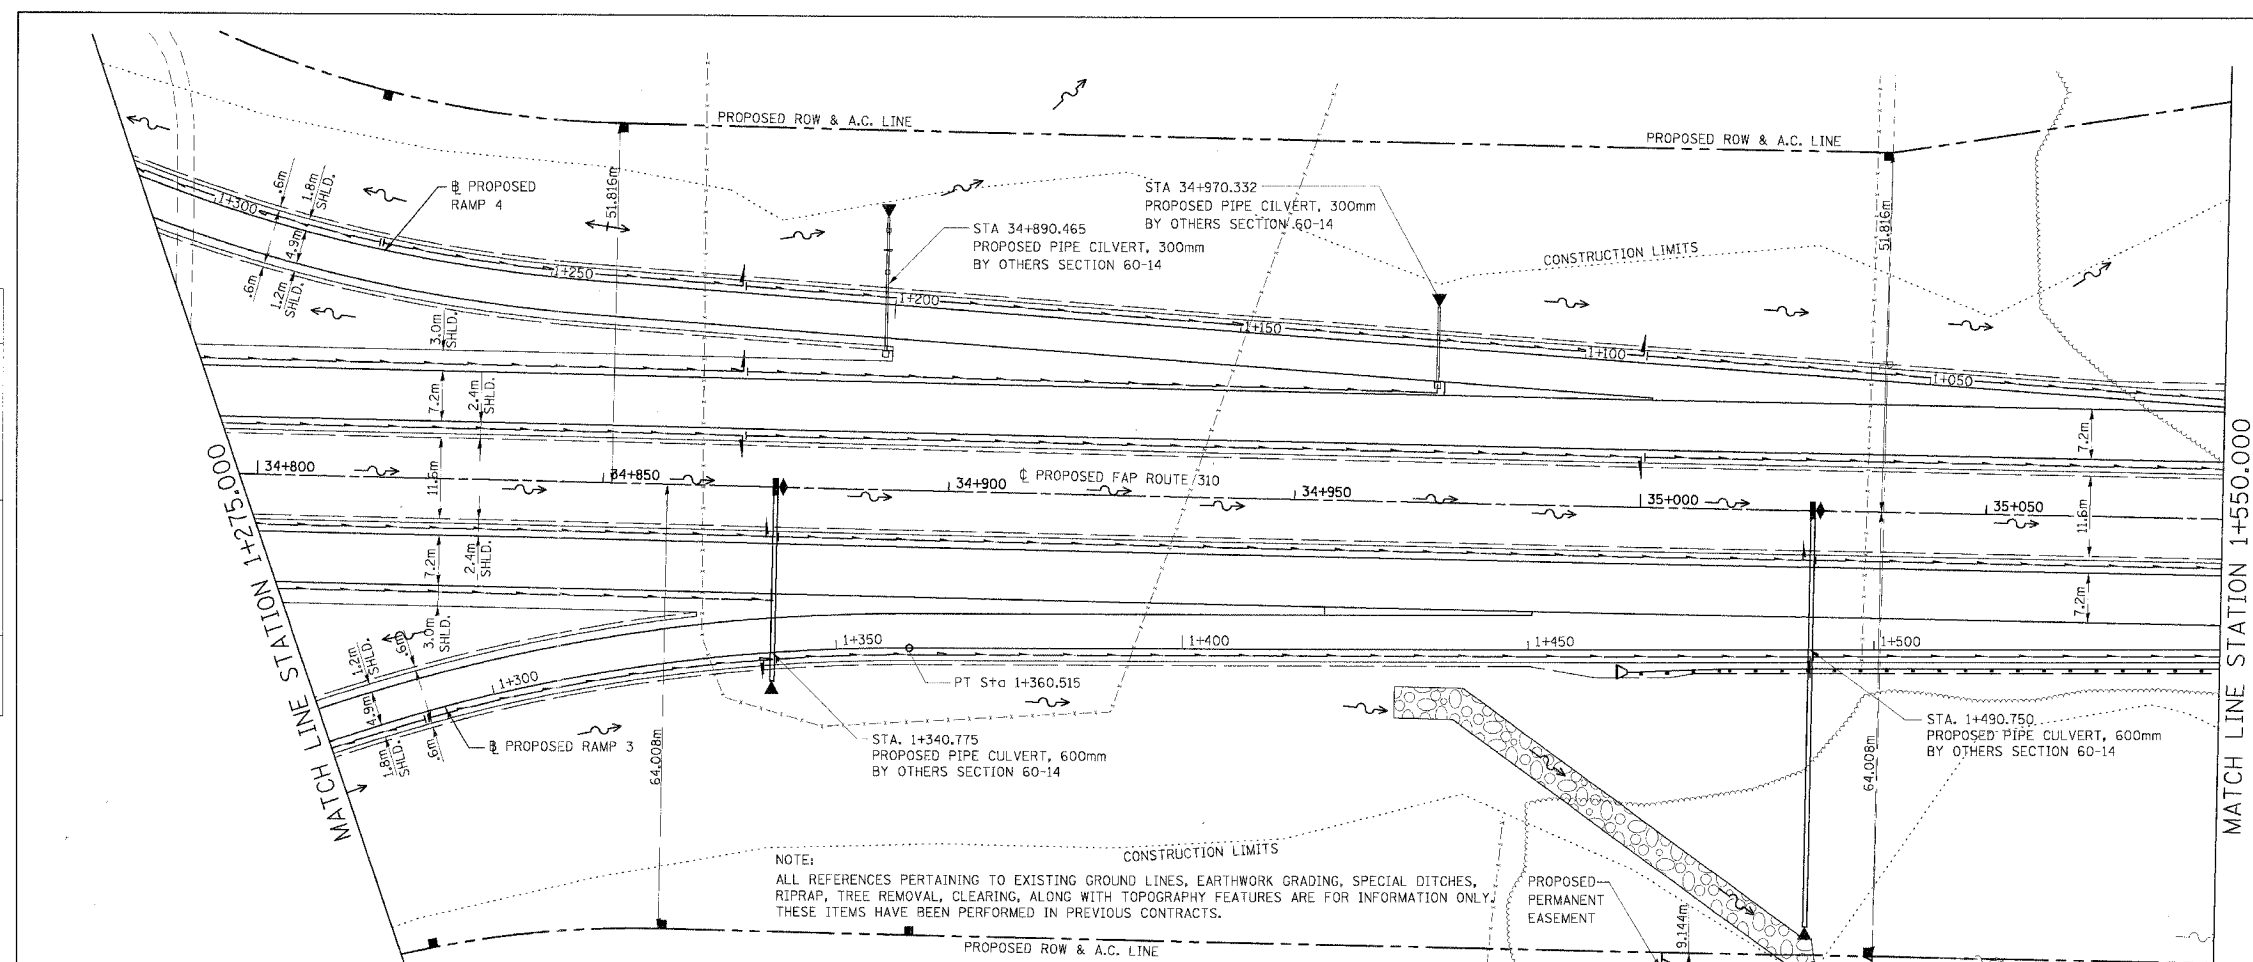 PROPOSED ROW & A.C. LINE
PROPOSED ROW & A.C. LINE
.6m
1.8m
SHLD.
℄ PROPOSED
RAMP 4
1+300
4.9m
.6m
1.2m
SHLD.
51.816m
STA 34+970.332
PROPOSED PIPE CILVERT, 300mm
BY OTHERS SECTION 60-14
STA 34+890.465
PROPOSED PIPE CILVERT, 300mm
BY OTHERS SECTION 60-14
CONSTRUCTION LIMITS
51.816m
1+250
1+200
1+150
1+100
1+050
3.0m
SHLD.
7.2m
2.4m
SHLD.
7.2m
34+800
11.6m
34+850
34+900
℄ PROPOSED FAP ROUTE 310
34+950
35+000
35+050
11.6m
7.2m
2.4m
SHLD.
7.2m
3.0m
SHLD.
1.2m
SHLD.
.6m
4.9m
1.8m
SHLD.
.6m
1+300
1+350
1+400
1+450
1+500
PT Sta 1+360.515
℄ PROPOSED RAMP 3
STA. 1+340.775
PROPOSED PIPE CULVERT, 600mm
BY OTHERS SECTION 60-14
STA. 1+490.750
PROPOSED PIPE CULVERT, 600mm
BY OTHERS SECTION 60-14
64.008m
64.008m
MATCH LINE STATION 1+275.000
MATCH LINE STATION 1+550.000
CONSTRUCTION LIMITS
NOTE:
ALL REFERENCES PERTAINING TO EXISTING GROUND LINES, EARTHWORK GRADING, SPECIAL DITCHES,
RIPRAP, TREE REMOVAL, CLEARING, ALONG WITH TOPOGRAPHY FEATURES ARE FOR INFORMATION ONLY.
THESE ITEMS HAVE BEEN PERFORMED IN PREVIOUS CONTRACTS.
PROPOSED
PERMANENT
EASEMENT
9.144m
PROPOSED ROW & A.C. LINE